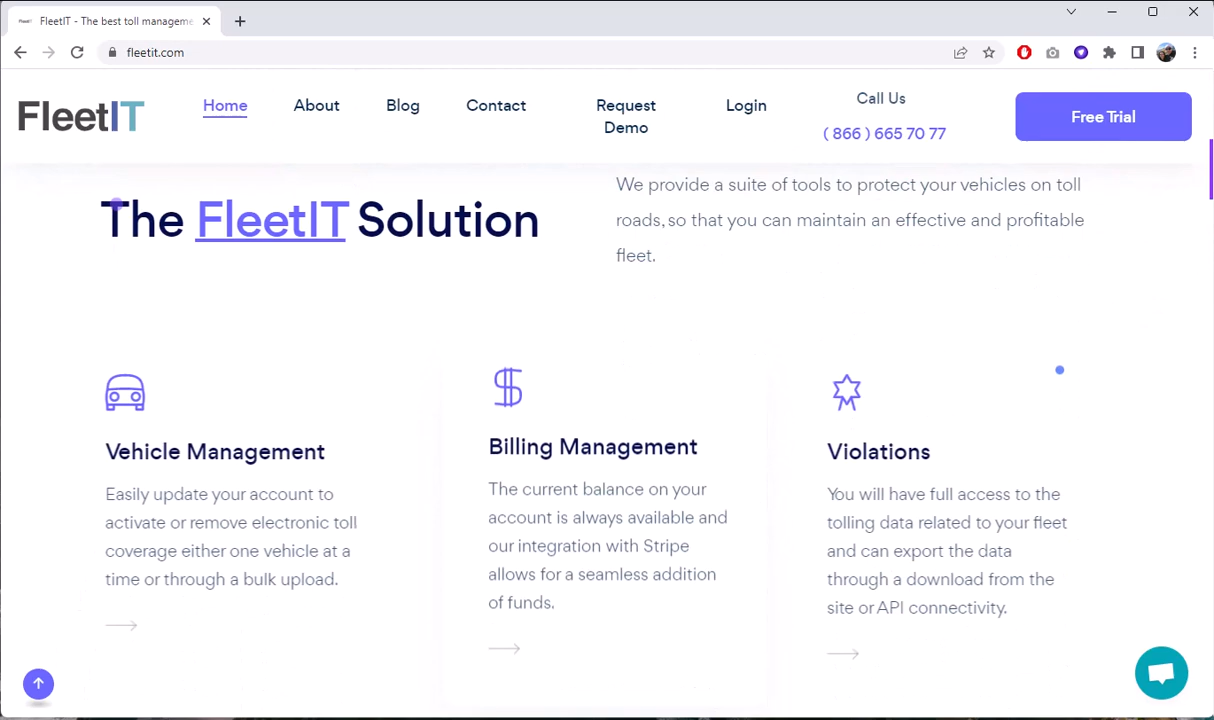 FleetIT - The best toll manageme
fleetit.com
FleetIT
Home
About
Blog
Contact
Request
Demo
Login
Call Us
( 866 ) 665 70 77
Free Trial
The FleetIT Solution
We provide a suite of tools to protect your vehicles on toll
roads, so that you can maintain an effective and profitable
fleet.
Vehicle Management
Easily update your account to
activate or remove electronic toll
coverage either one vehicle at a
time or through a bulk upload.
Billing Management
The current balance on your
account is always available and
our integration with Stripe
allows for a seamless addition
of funds.
Violations
You will have full access to the
tolling data related to your fleet
and can export the data
through a download from the
site or API connectivity.